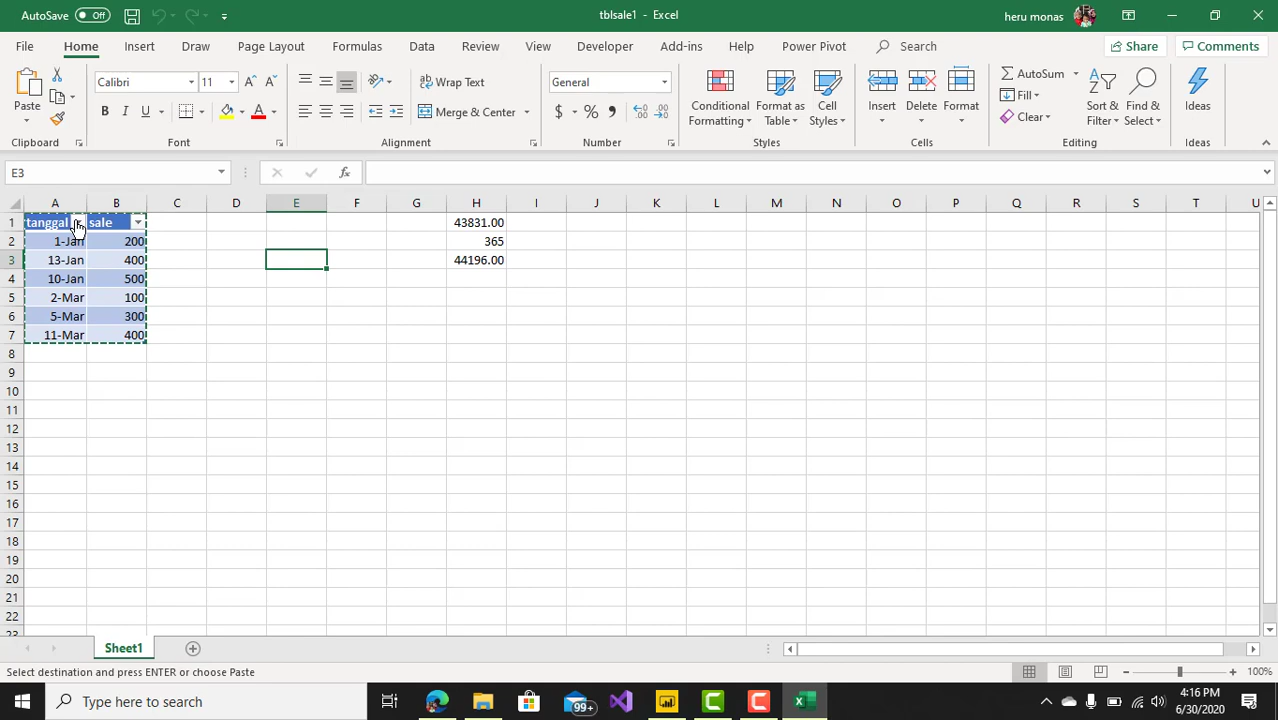 AutoSave Off tblsale1 - Excel heru monas
File Home Insert Draw Page Layout Formulas Data Review View Developer Add-ins Help Power Pivot Search Share Comments
Paste Calibri 11 Wrap Text General Conditional Formatting Format as Table Cell Styles Insert Delete Format AutoSum Sort & Filter Find & Select Ideas
B I U Merge & Center $ % Fill Clear
Clipboard Font Alignment Number Styles Cells Editing Ideas
E3 fx
A B C D E F G H I J K L M N O P Q R S T U
1 tanggal sale 43831.00
2 1-Jan 200 365
3 13-Jan 400 44196.00
4 10-Jan 500
5 2-Mar 100
6 5-Mar 300
7 11-Mar 400
8
9
10
11
12
13
14
15
16
17
18
19
20
21
22
23
Sheet1
Select destination and press ENTER or choose Paste 100%
Type here to search 99+ 4:16 PM
6/30/2020